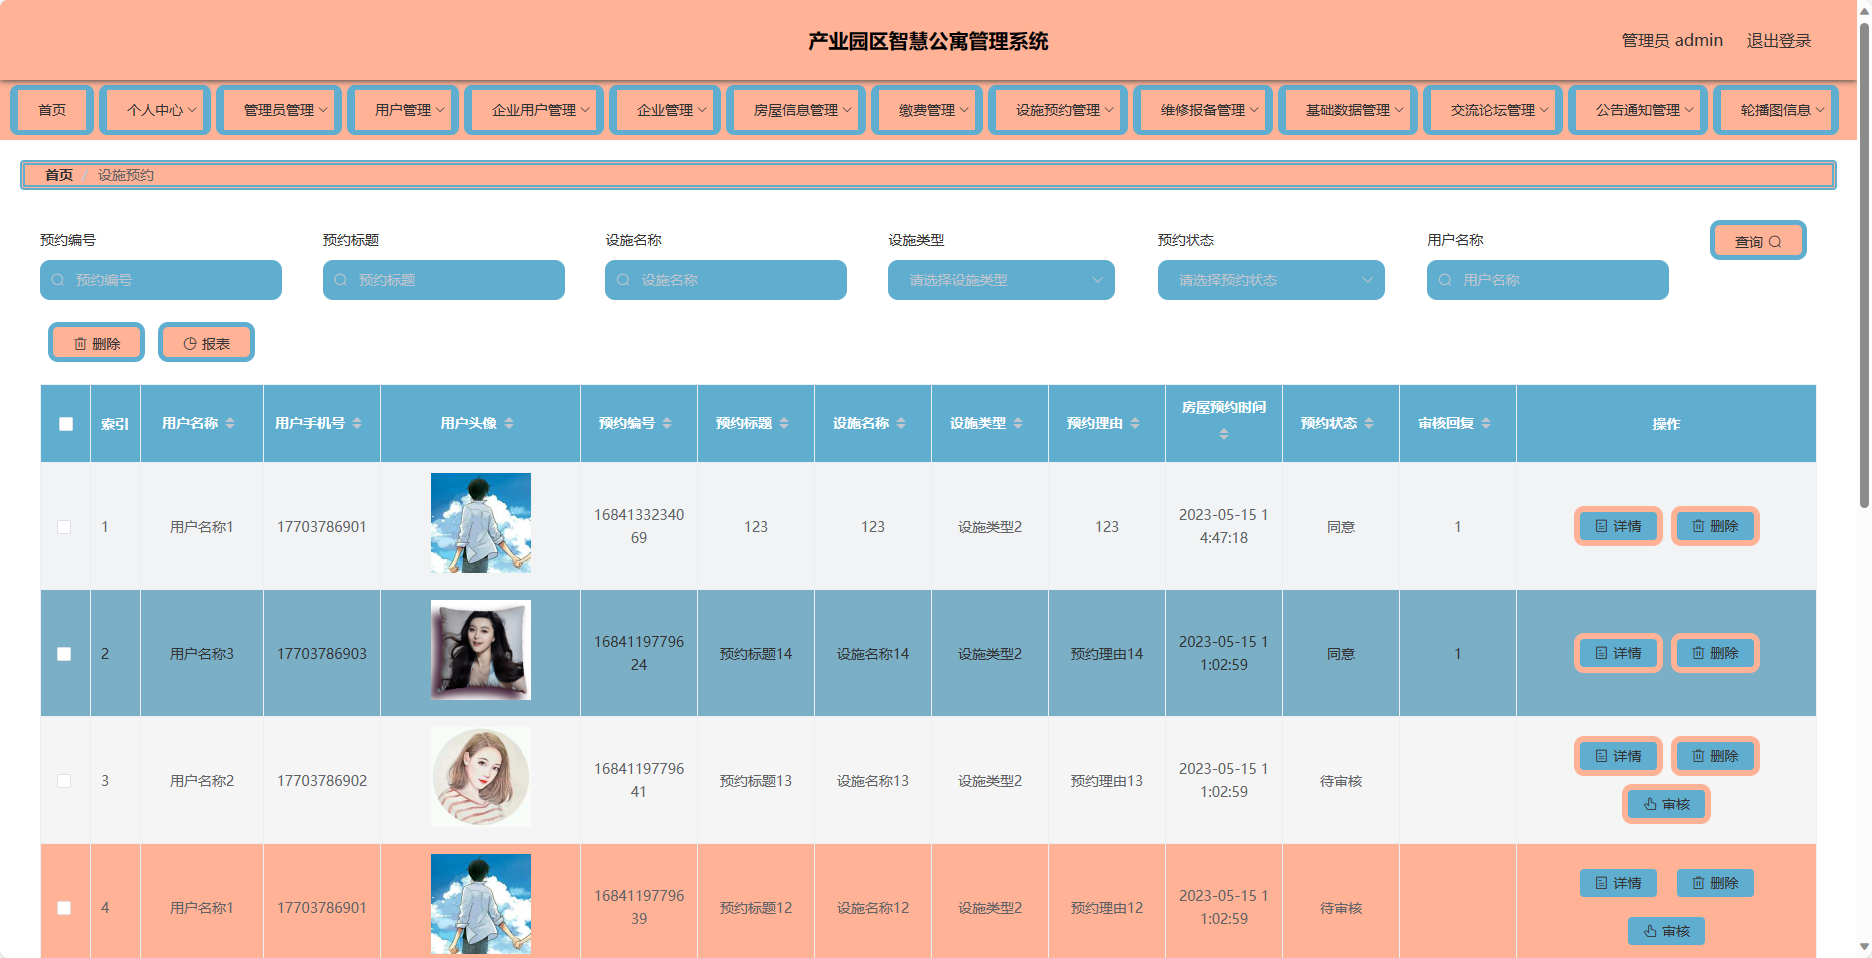 产业园区智慧公寓管理系统
管理员 admin
退出登录
首页
个人中心
管理员管理
用户管理
企业用户管理
企业管理
房屋信息管理
缴费管理
设施预约管理
维修报备管理
基础数据管理
交流论坛管理
公告通知管理
轮播图信息
首页 / 设施预约
预约编号
预约标题
设施名称
设施类型
预约状态
用户名称
查询
预约编号
预约标题
设施名称
请选择设施类型
请选择预约状态
用户名称
删除
报表
索引
用户名称
用户手机号
用户头像
预约编号
预约标题
设施名称
设施类型
预约理由
房屋预约时间
预约状态
审核回复
操作
1
用户名称1
17703786901
16841332340
69
123
123
设施类型2
123
2023-05-15 1
4:47:18
同意
1
详情
删除
2
用户名称3
17703786903
16841197796
24
预约标题14
设施名称14
设施类型2
预约理由14
2023-05-15 1
1:02:59
同意
1
详情
删除
3
用户名称2
17703786902
16841197796
41
预约标题13
设施名称13
设施类型2
预约理由13
2023-05-15 1
1:02:59
待审核
详情
删除
审核
4
用户名称1
17703786901
16841197796
39
预约标题12
设施名称12
设施类型2
预约理由12
2023-05-15 1
1:02:59
待审核
详情
删除
审核